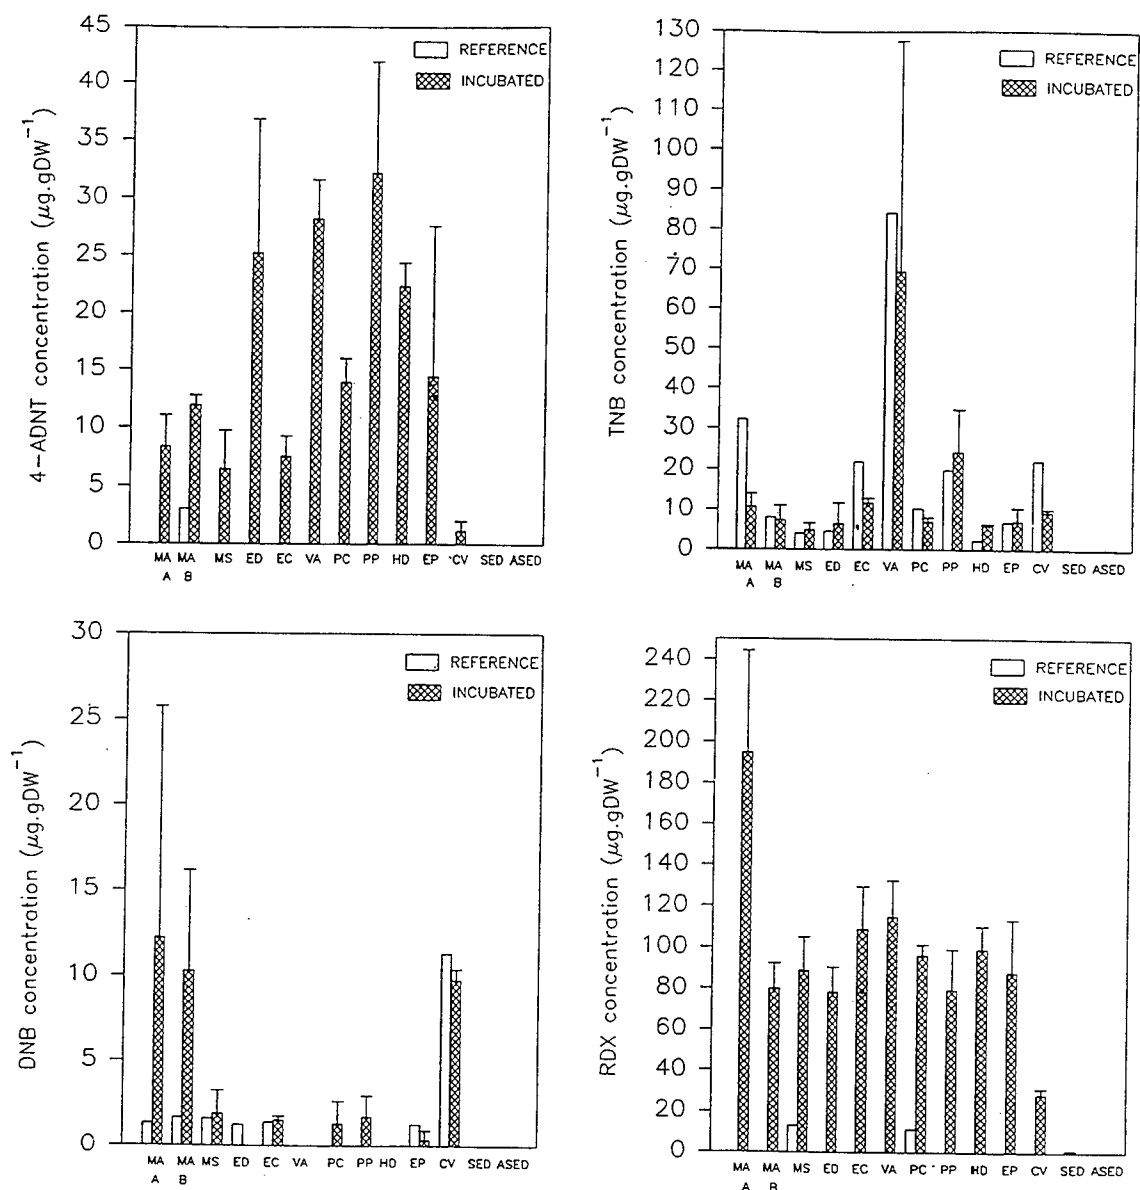 4-ADNT concentration (μg.gDW⁻¹)
45
40
35
30
25
20
15
10
5
0
REFERENCE
INCUBATED
MA A
MA B
MS
ED
EC
VA
PC
PP
HD
EP
CV
SED
ASED
TNB concentration (μg.gDW⁻¹)
130
120
110
100
90
80
70
60
50
40
30
20
10
0
REFERENCE
INCUBATED
MA A
MA B
MS
ED
EC
VA
PC
PP
HD
EP
CV
SED
ASED
DNB concentration (μg.gDW⁻¹)
30
25
20
15
10
5
0
REFERENCE
INCUBATED
MA A
MA B
MS
ED
EC
VA
PC
PP
HD
EP
CV
SED
ASED
RDX concentration (μg.gDW⁻¹)
240
220
200
180
160
140
120
100
80
60
40
20
0
REFERENCE
INCUBATED
MA A
MA B
MS
ED
EC
VA
PC
PP
HD
EP
CV
SED
ASED